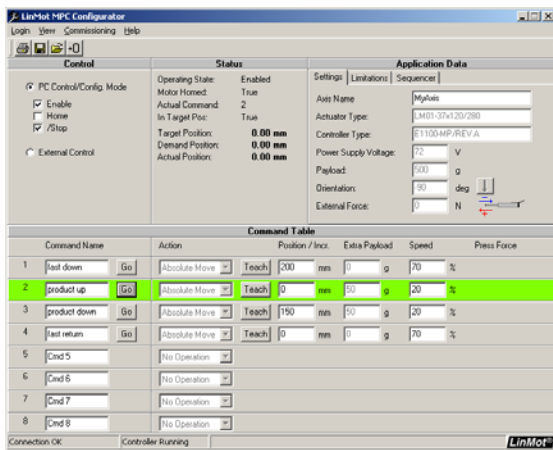 LinMot MPC Configurator
Login View Commissioning Help
Control Status Application Data
PC Control/Config. Mode
Enable
Home
/Stop
External Control
Operating State: Enabled
Motor Homed: True
Actual Command: 2
In Target Pos: True
Target Position: 0.00 mm
Demand Position: 0.00 mm
Actual Position: 0.00 mm
Settings Limitations Sequencer
Axis Name MyAxis
Actuator Type: LM01-37x120/280
Controller Type: E1100-MP/REV.A
Power Supply Voltage: 72 V
Payload: 500 g
Orientation: -90 deg
External Force: 0 N
Command Table
Command Name Action Position / Incr. Extra Payload Speed Press Force
1 fast down Go Absolute Move Teach 200 mm 0 g 70 %
2 product up Go Absolute Move Teach 0 mm 50 g 20 %
3 product down Go Absolute Move Teach 150 mm 50 g 20 %
4 fast return Go Absolute Move Teach 0 mm 0 g 70 %
5 Cmd 5 No Operation
6 Cmd 6 No Operation
7 Cmd 7 No Operation
8 Cmd 8 No Operation
Connection OK Controller Running LinMot®